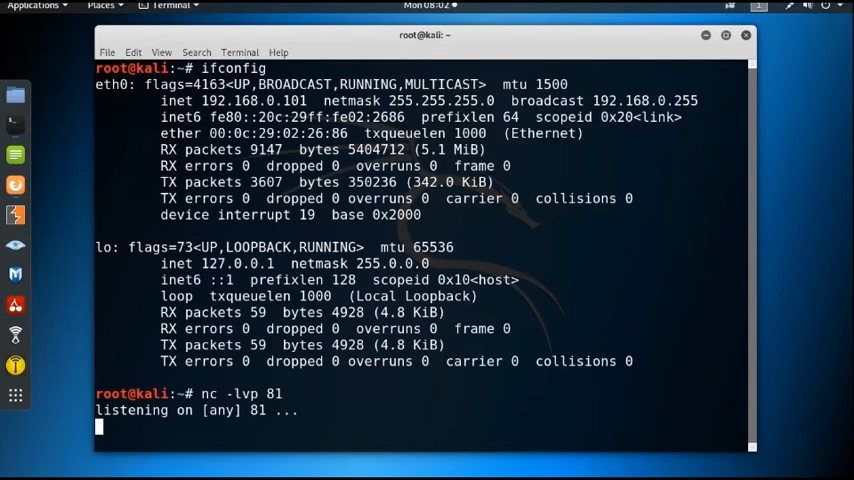 Applications
Places
Terminal
Mon 08:02
1
root@kali: ~
File Edit View Search Terminal Help
root@kali:~# ifconfig
eth0: flags=4163<UP,BROADCAST,RUNNING,MULTICAST> mtu 1500
inet 192.168.0.101 netmask 255.255.255.0 broadcast 192.168.0.255
inet6 fe80::20c:29ff:fe02:2686 prefixlen 64 scopeid 0x20<link>
ether 00:0c:29:02:26:86 txqueuelen 1000 (Ethernet)
RX packets 9147 bytes 5404712 (5.1 MiB)
RX errors 0 dropped 0 overruns 0 frame 0
TX packets 3607 bytes 350236 (342.0 KiB)
TX errors 0 dropped 0 overruns 0 carrier 0 collisions 0
device interrupt 19 base 0x2000
lo: flags=73<UP,LOOPBACK,RUNNING> mtu 65536
inet 127.0.0.1 netmask 255.0.0.0
inet6 ::1 prefixlen 128 scopeid 0x10<host>
loop txqueuelen 1000 (Local Loopback)
RX packets 59 bytes 4928 (4.8 KiB)
RX errors 0 dropped 0 overruns 0 frame 0
TX packets 59 bytes 4928 (4.8 KiB)
TX errors 0 dropped 0 overruns 0 carrier 0 collisions 0
root@kali:~# nc -lvp 81
listening on [any] 81 ...